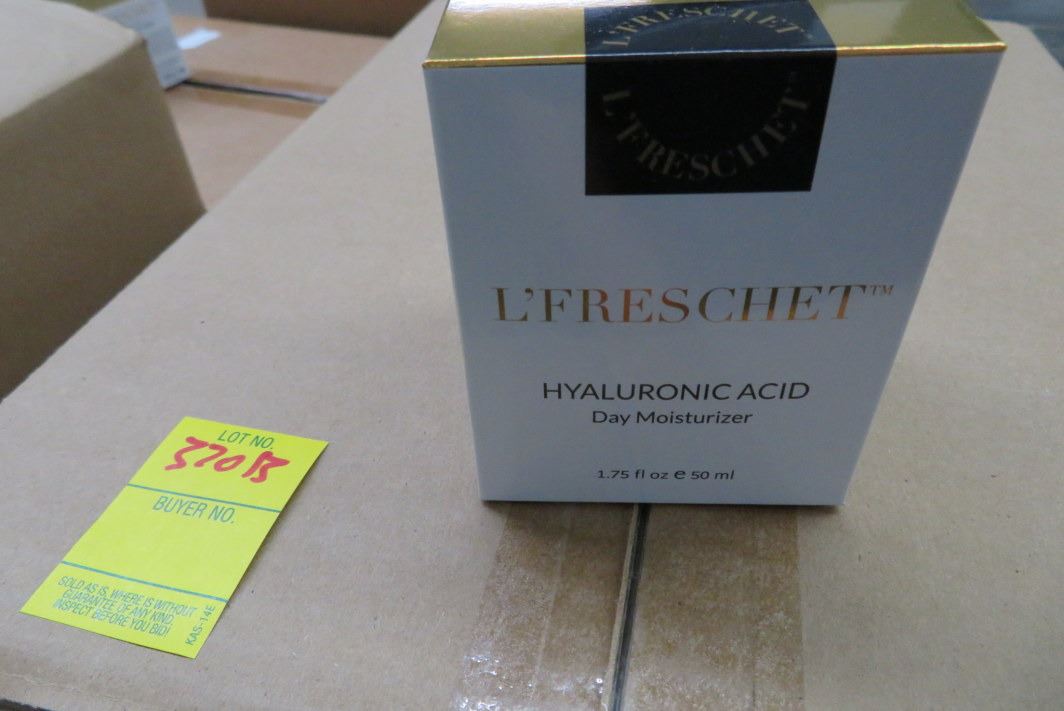 L'FRESCHET
L'FRESCHET
L'FRESCHET™
HYALURONIC ACID
Day Moisturizer
1.75 fl oz e 50 ml
LOT NO.
370B
BUYER NO.
SOLD AS IS, WHERE IS WITHOUT
GUARANTEE OF ANY KIND,
INSPECT BEFORE YOU BID!
KAS-14E